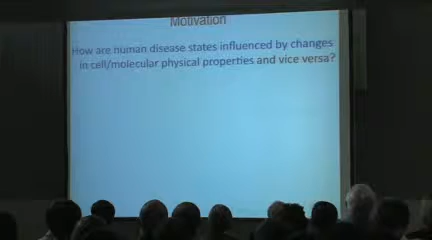 Motivation
How are human disease states influenced by changes
in cell/molecular physical properties and vice versa?